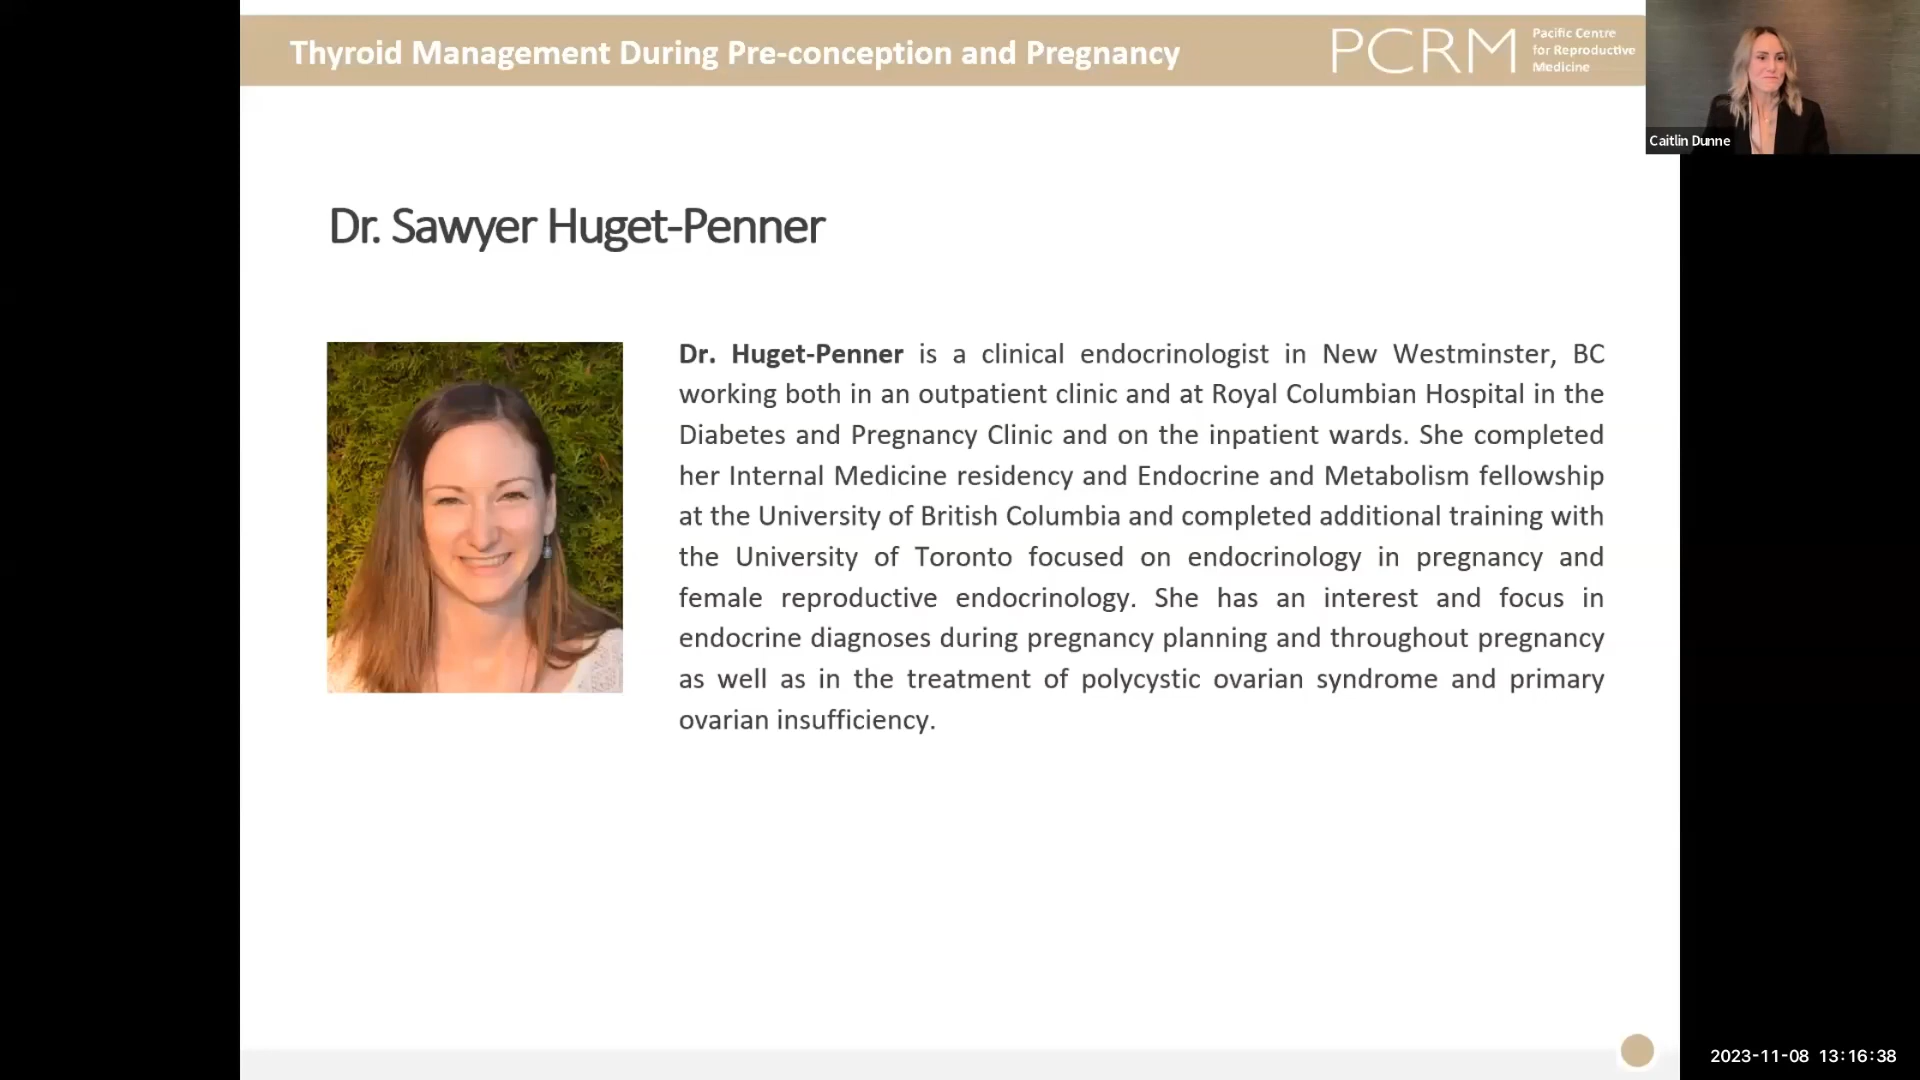 Thyroid Management During Pre-conception and Pregnancy
PCRM
Pacific Centre
for Reproductive
Medicine
Caitlin Dunne
Dr. Sawyer Huget-Penner
Dr. Huget-Penner is a clinical endocrinologist in New Westminster, BC
working both in an outpatient clinic and at Royal Columbian Hospital in the
Diabetes and Pregnancy Clinic and on the inpatient wards. She completed
her Internal Medicine residency and Endocrine and Metabolism fellowship
at the University of British Columbia and completed additional training with
the University of Toronto focused on endocrinology in pregnancy and
female reproductive endocrinology. She has an interest and focus in
endocrine diagnoses during pregnancy planning and throughout pregnancy
as well as in the treatment of polycystic ovarian syndrome and primary
ovarian insufficiency.
2023-11-08 13:16:38